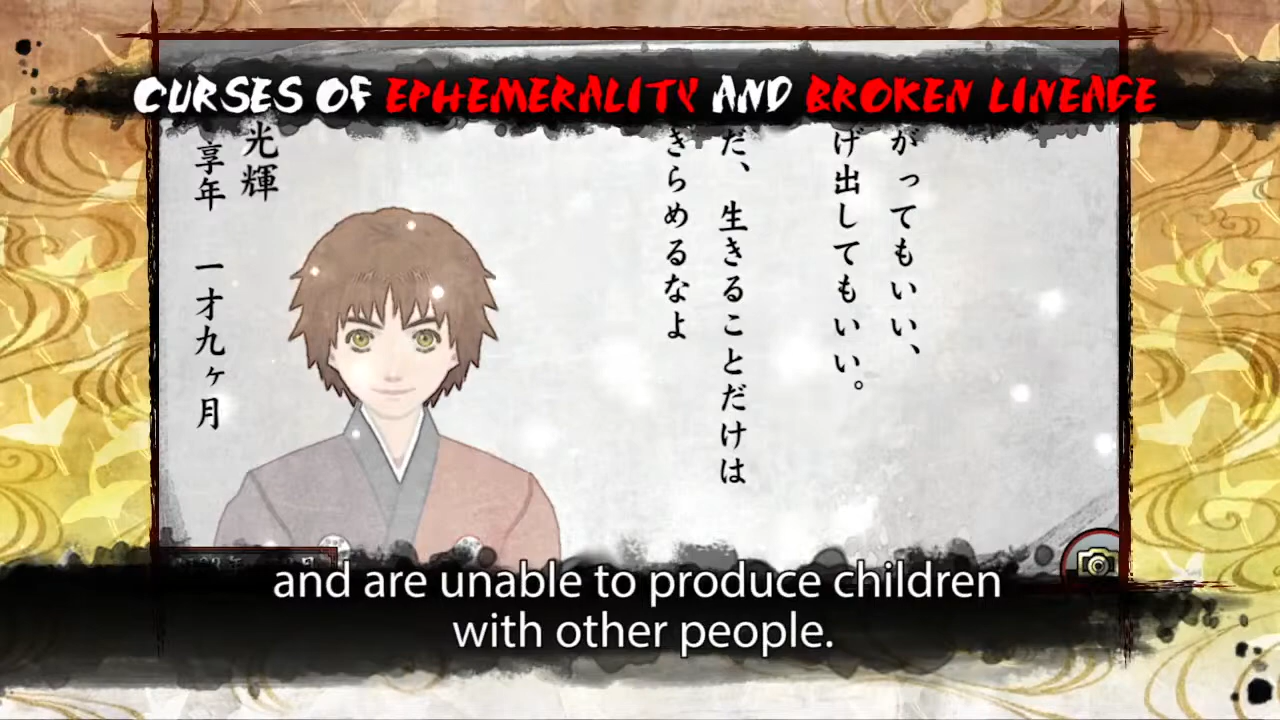 CURSES OF EPHEMERALITY AND BROKEN LINEAGE
がってもいい、
げ出してもいい。
だ、生きることだけは
きらめるなよ
光輝
享年 一才九ヶ月
and are unable to produce children
with other people.